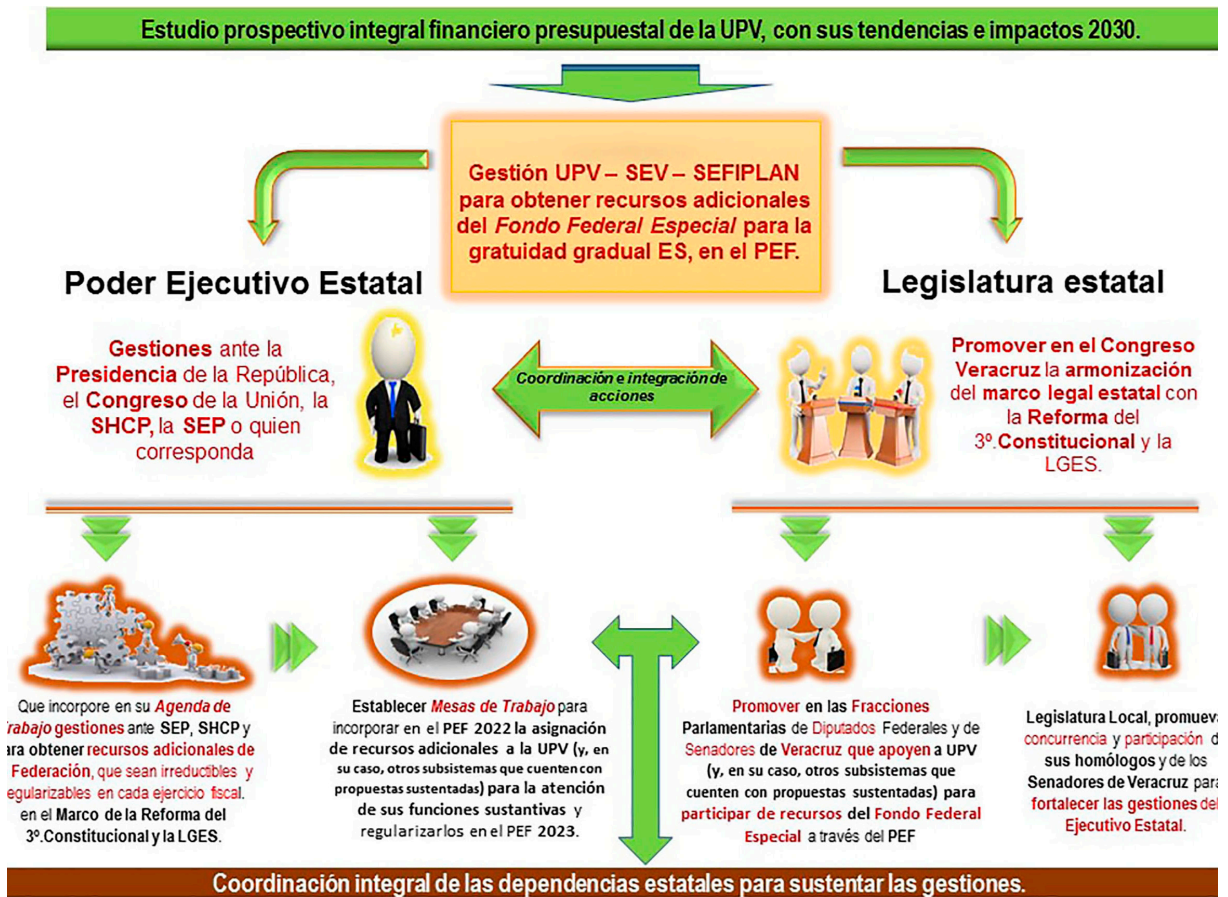 Estudio prospectivo integral financiero presupuestal de la UPV, con sus tendencias e impactos 2030.
Gestión UPV – SEV – SEFIPLAN
para obtener recursos adicionales
del Fondo Federal Especial para la
gratuidad gradual ES, en el PEF.
Poder Ejecutivo Estatal
Gestiones ante la
Presidencia de la República,
el Congreso de la Unión, la
SHCP, la SEP o quien
corresponda
Coordinación e integración de
acciones
Legislatura estatal
Promover en el Congreso
Veracruz la armonización
del marco legal estatal con
la Reforma del
3º.Constitucional y la
LGES.
Que incorpore en su Agenda de
rabajo gestiones ante SEP, SHCP y
ara obtener recursos adicionales de
Federación, que sean irreductibles y
egularizables en cada ejercicio fiscal.
en el Marco de la Reforma del
3º.Constitucional y la LGES.
Establecer Mesas de Trabajo para
incorporar en el PEF 2022 la asignación
de recursos adicionales a la UPV (y, en
su caso, otros subsistemas que cuenten con
propuestas sustentadas) para la atención
de sus funciones sustantivas y
regularizarlos en el PEF 2023.
Promover en las Fracciones
Parlamentarias de Diputados Federales y de
Senadores de Veracruz que apoyen a UPV
(y, en su caso, otros subsistemas que
cuenten con propuestas sustentadas) para
participar de recursos del Fondo Federal
Especial a través del PEF
Legislatura Local, promueva
concurrencia y participación d
sus homólogos y de los
Senadores de Veracruz para
fortalecer las gestiones del
Ejecutivo Estatal.
Coordinación integral de las dependencias estatales para sustentar las gestiones.